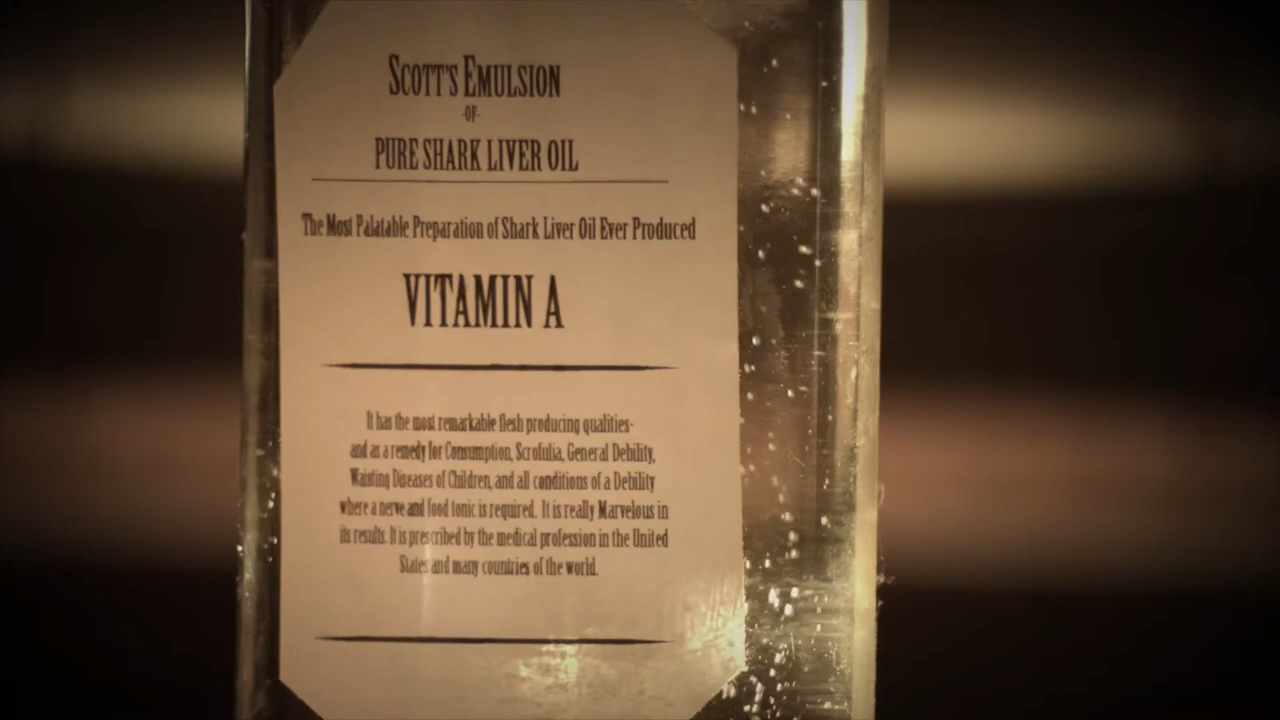 SCOTT'S EMULSION
-OF-
PURE SHARK LIVER OIL
The Most Palatable Preparation of Shark Liver Oil Ever Produced
VITAMIN A
It has the most remarkable flesh producing qualities-
and as a remedy for Consumption, Scrofulia, General Debility,
Waisting Diseases of Children, and all conditions of a Debility
where a nerve and food tonic is required. It is really Marvelous in
its results. It is prescribed by the medical profession in the United
States and many countries of the world.